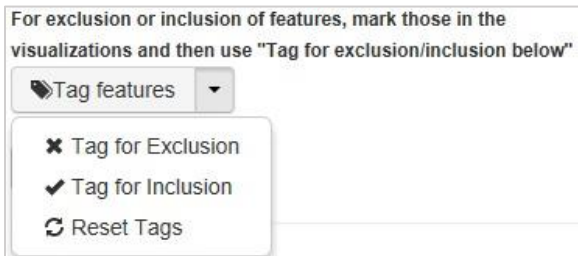 For exclusion or inclusion of features, mark those in the
visualizations and then use "Tag for exclusion/inclusion below"
Tag features
Tag for Exclusion
Tag for Inclusion
Reset Tags